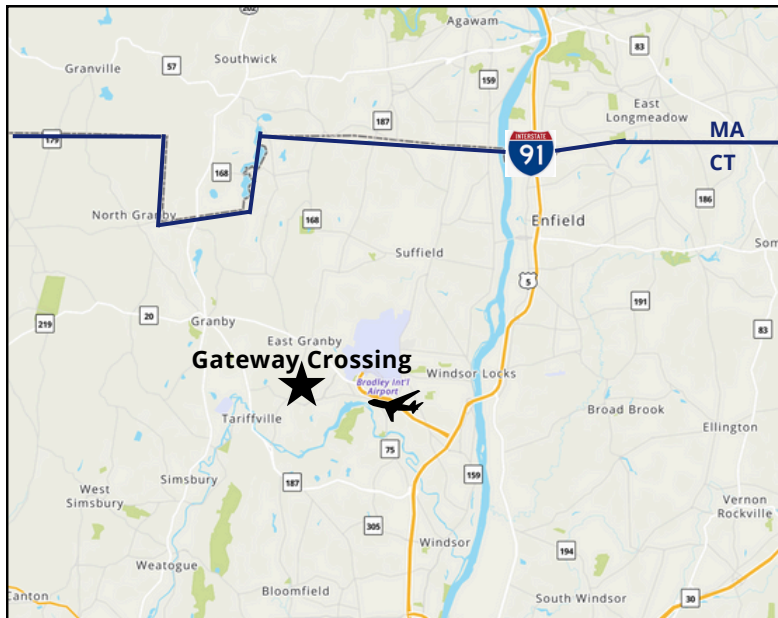 202
Agawam
83
57
Southwick
Granville
159
East
Longmeadow
187
MA
179
INTERSTATE
91
CT
168
186
North Granby
168
Enfield
Som
Suffield
5
191
219
20
Granby
83
East Granby
Gateway Crossing
Bradley Int'l
Airport
Windsor Locks
Broad Brook
Tariffville
Ellington
75
Simsbury
187
159
West
Simsbury
Vernon
Rockville
305
Windsor
194
Weatogue
Bloomfield
South Windsor
30
Canton